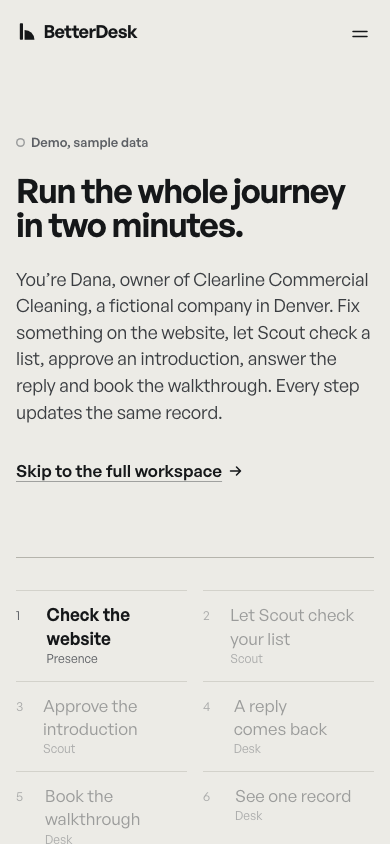 BetterDesk
Demo, sample data
Run the whole journey
in two minutes.
You’re Dana, owner of Clearline Commercial
Cleaning, a fictional company in Denver. Fix
something on the website, let Scout check a
list, approve an introduction, answer the
reply and book the walkthrough. Every step
updates the same record.
Skip to the full workspace →
1 Check the
website
Presence
2 Let Scout check
your list
Scout
3 Approve the
introduction
Scout
4 A reply
comes back
Desk
5 Book the
walkthrough
Desk
6 See one record
Desk